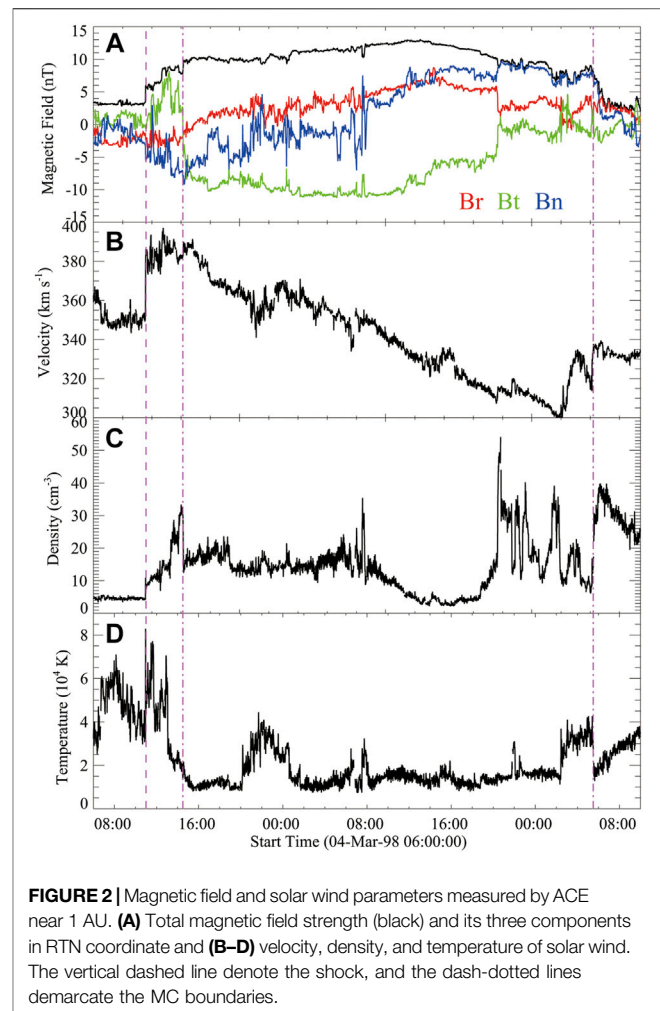 A
15
10
5
0
-5
-10
-15
Magnetic Field (nT)
Br Bt Bn
B
400
380
360
340
320
300
Velocity (km s-1)
C
60
50
40
30
20
10
0
Density (cm-3)
D
8
6
4
2
0
Temperature (10^4 K)
08:00 16:00 00:00 08:00 16:00 00:00 08:00
Start Time (04-Mar-98 06:00:00)
FIGURE 2 | Magnetic field and solar wind parameters measured by ACE
near 1 AU. (A) Total magnetic field strength (black) and its three components
in RTN coordinate and (B–D) velocity, density, and temperature of solar wind.
The vertical dashed line denote the shock, and the dash-dotted lines
demarcate the MC boundaries.